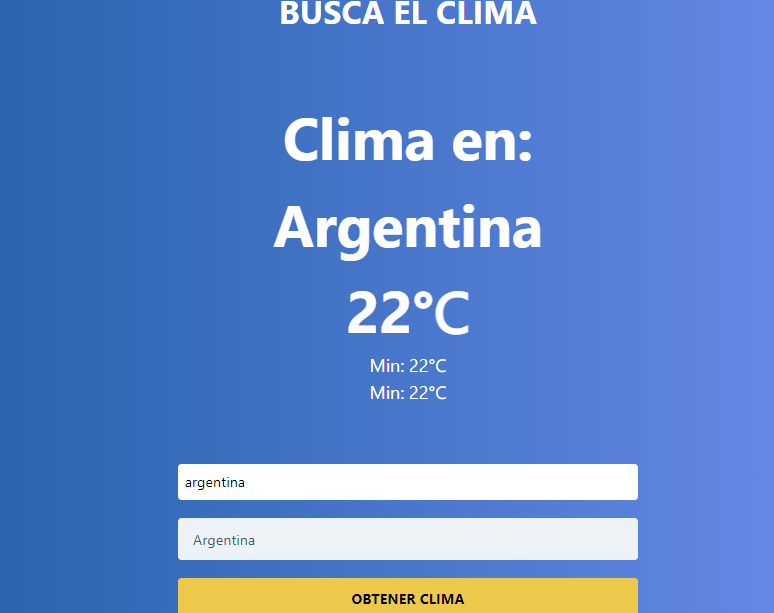 BUSCA EL CLIMA
Clima en:
Argentina
22°C
Min: 22°C
Min: 22°C
argentina
Argentina
OBTENER CLIMA